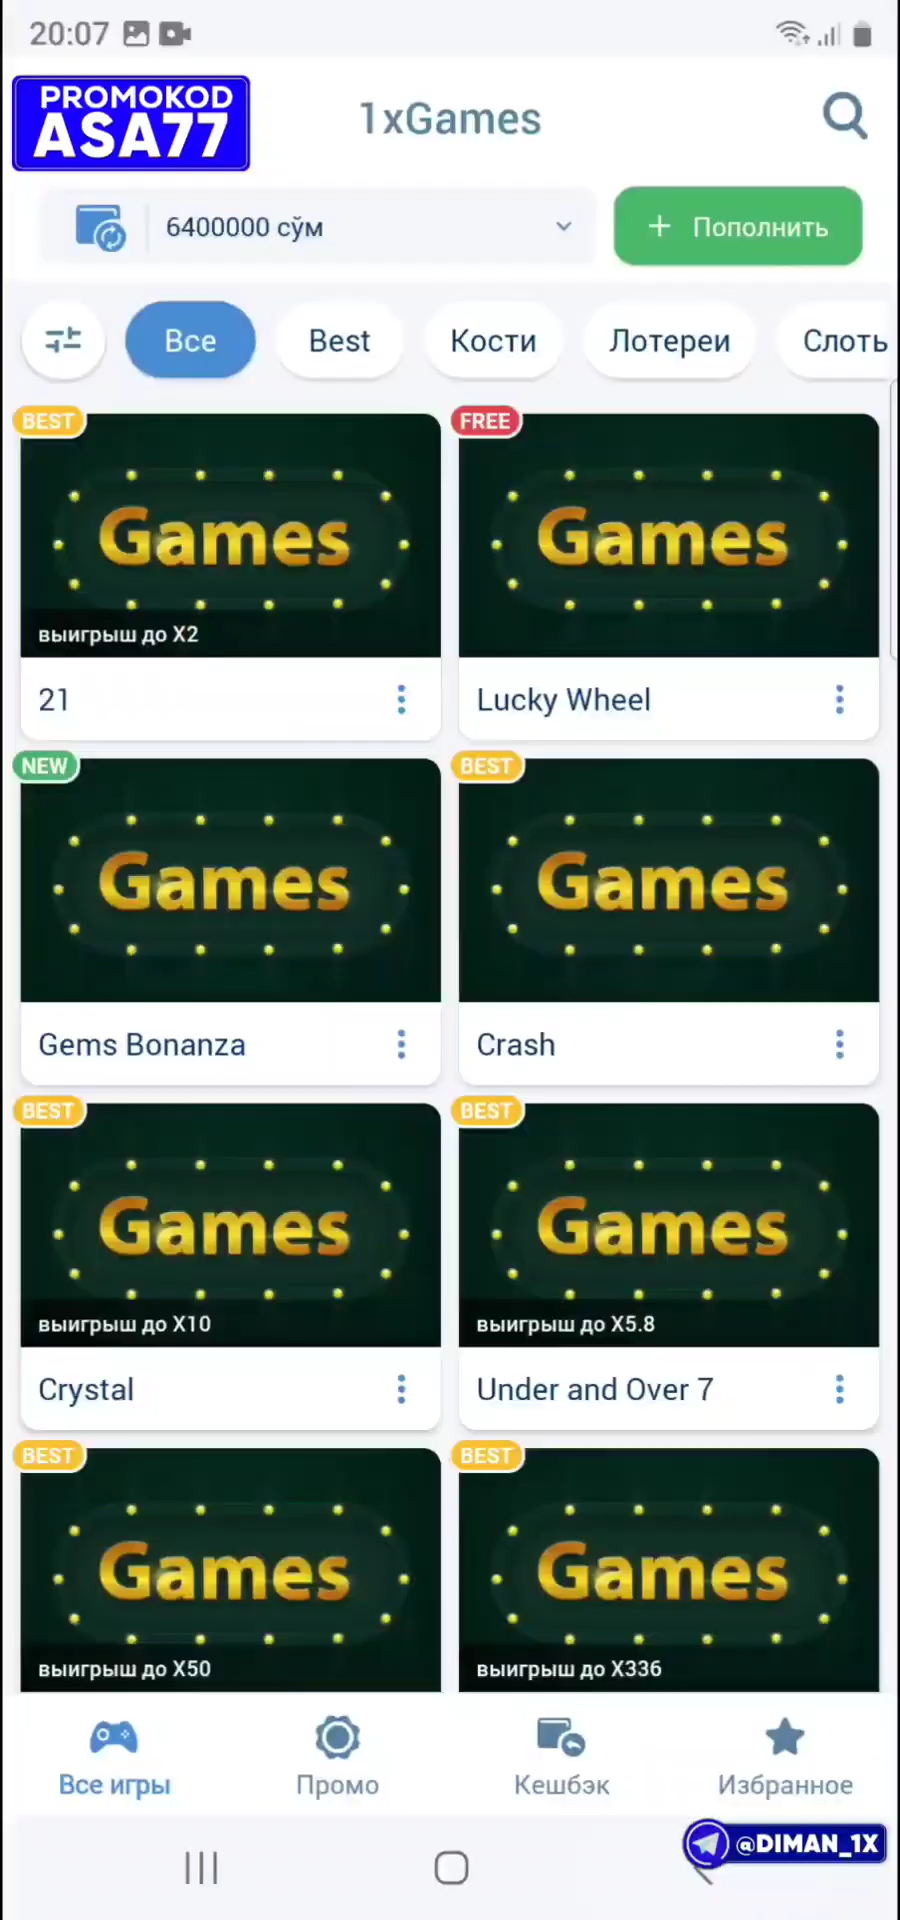 20:07
PROMOKOD
ASA77
1xGames
6400000 сўм
+ Пополнить
Все
Best
Кости
Лотереи
Слоты
BEST
FREE
Games
Games
выигрыш до X2
21
Lucky Wheel
NEW
BEST
Games
Games
Gems Bonanza
Crash
BEST
BEST
Games
Games
выигрыш до X10
выигрыш до X5.8
Crystal
Under and Over 7
BEST
BEST
Games
Games
выигрыш до X50
выигрыш до X336
Все игры
Промо
Кешбэк
Избранное
@DIMAN_1X